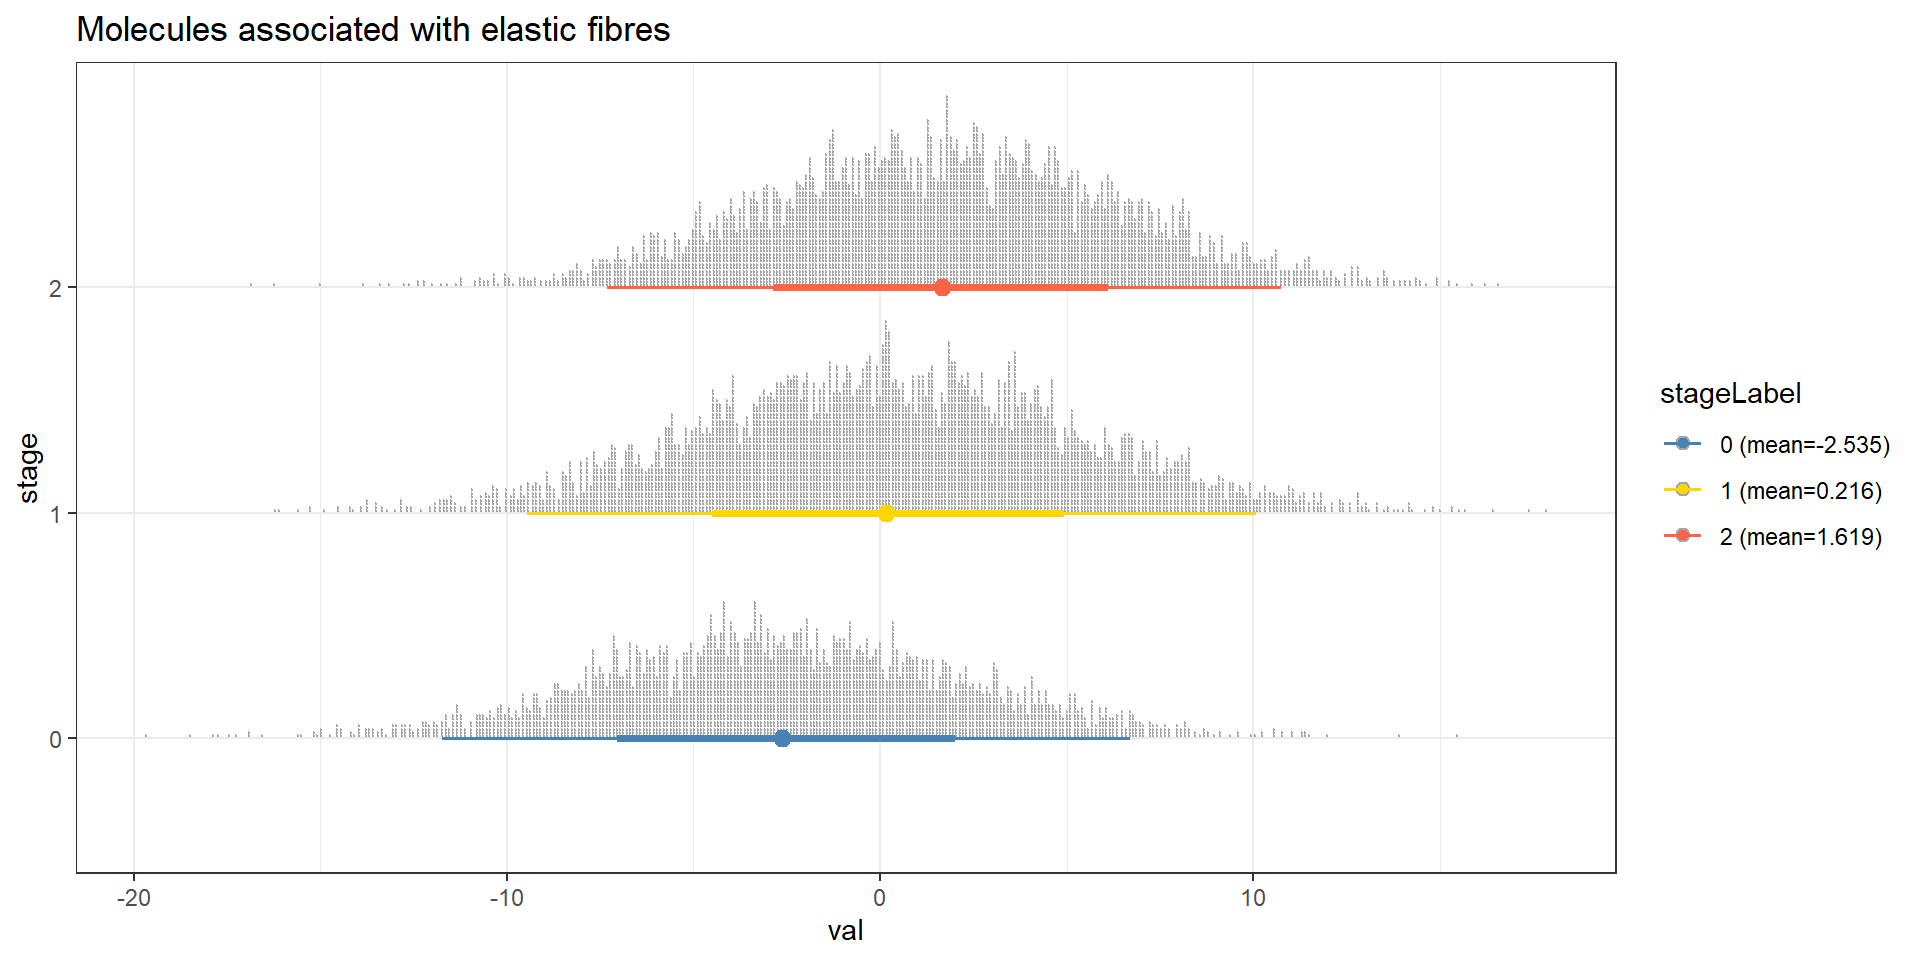 Molecules associated with elastic fibres
stage
2
1
0
-20
-10
0
10
val
stageLabel
0 (mean=-2.535)
1 (mean=0.216)
2 (mean=1.619)